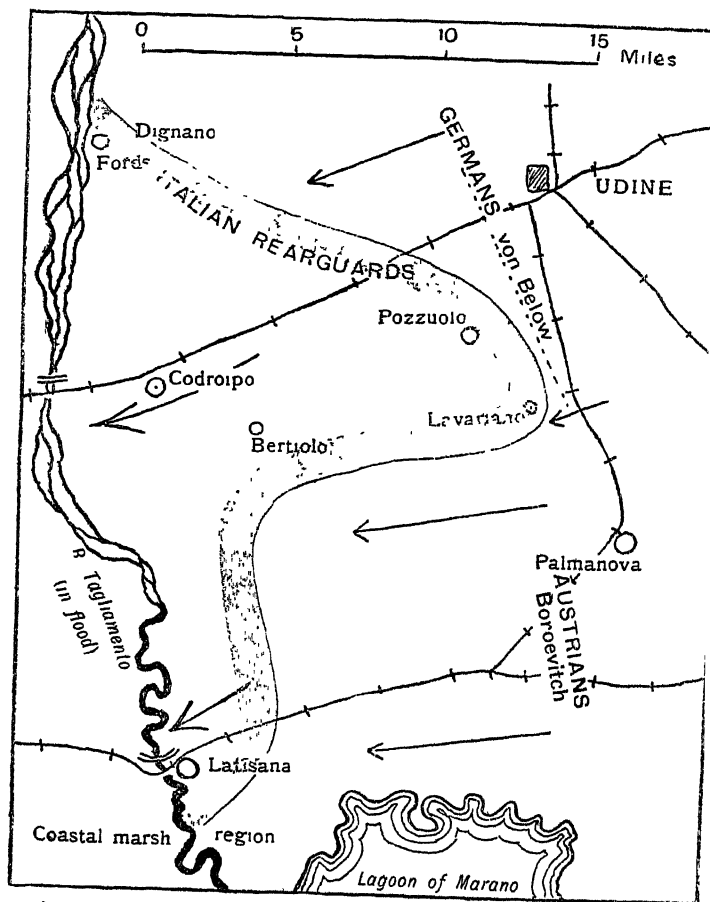 0 5 10 15 Miles
Dignano
Fords
GERMANS
von Below
UDINE
ITALIAN REARGUARDS
Pozzuolo
Codroipo
Lavariano
Bertiolo
R Tagliamento
(in flood)
Palmanova
AUSTRIANS
Boroevitch
Latisana
Coastal marsh region
Lagoon of Marano